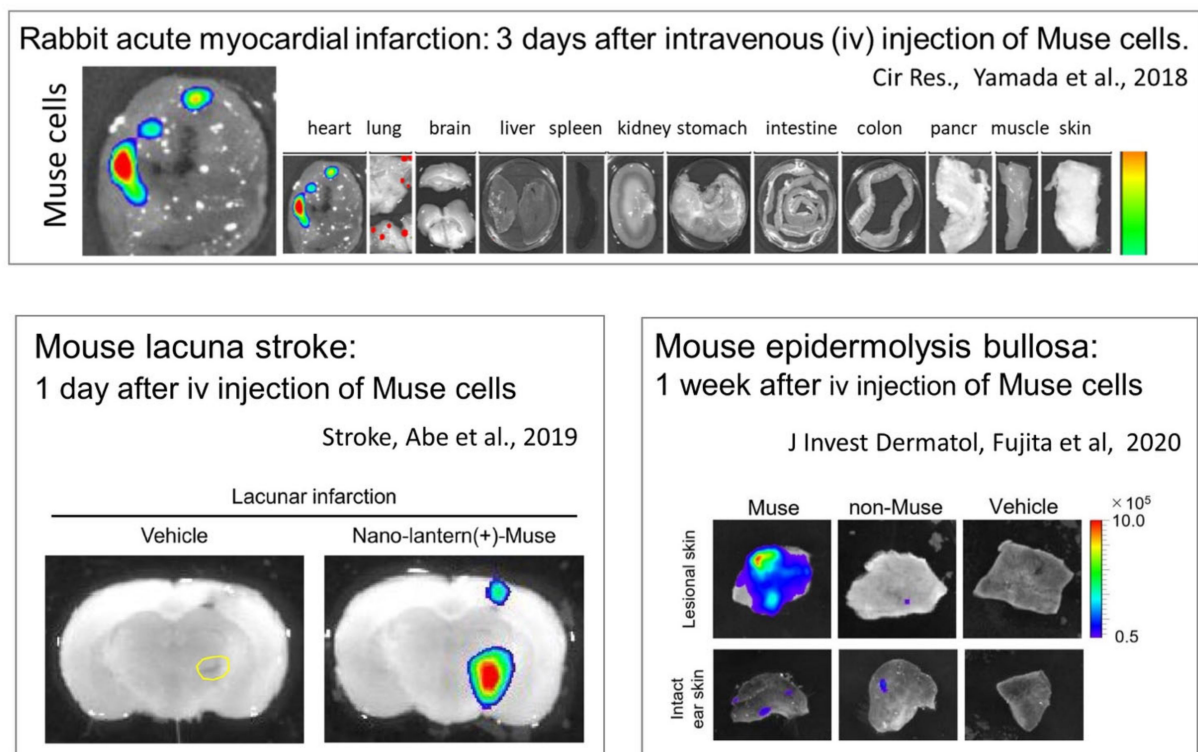 Rabbit acute myocardial infarction: 3 days after intravenous (iv) injection of Muse cells.
Cir Res., Yamada et al., 2018
Muse cells
heart lung brain liver spleen kidney stomach intestine colon pancr muscle skin
Mouse lacuna stroke:
1 day after iv injection of Muse cells
Stroke, Abe et al., 2019
Lacunar infarction
Vehicle Nano-lantern(+)-Muse
Mouse epidermolysis bullosa:
1 week after iv injection of Muse cells
J Invest Dermatol, Fujita et al, 2020
Muse non-Muse Vehicle
× 10⁵
10.0
Lesional skin
0.5
Intact
ear skin